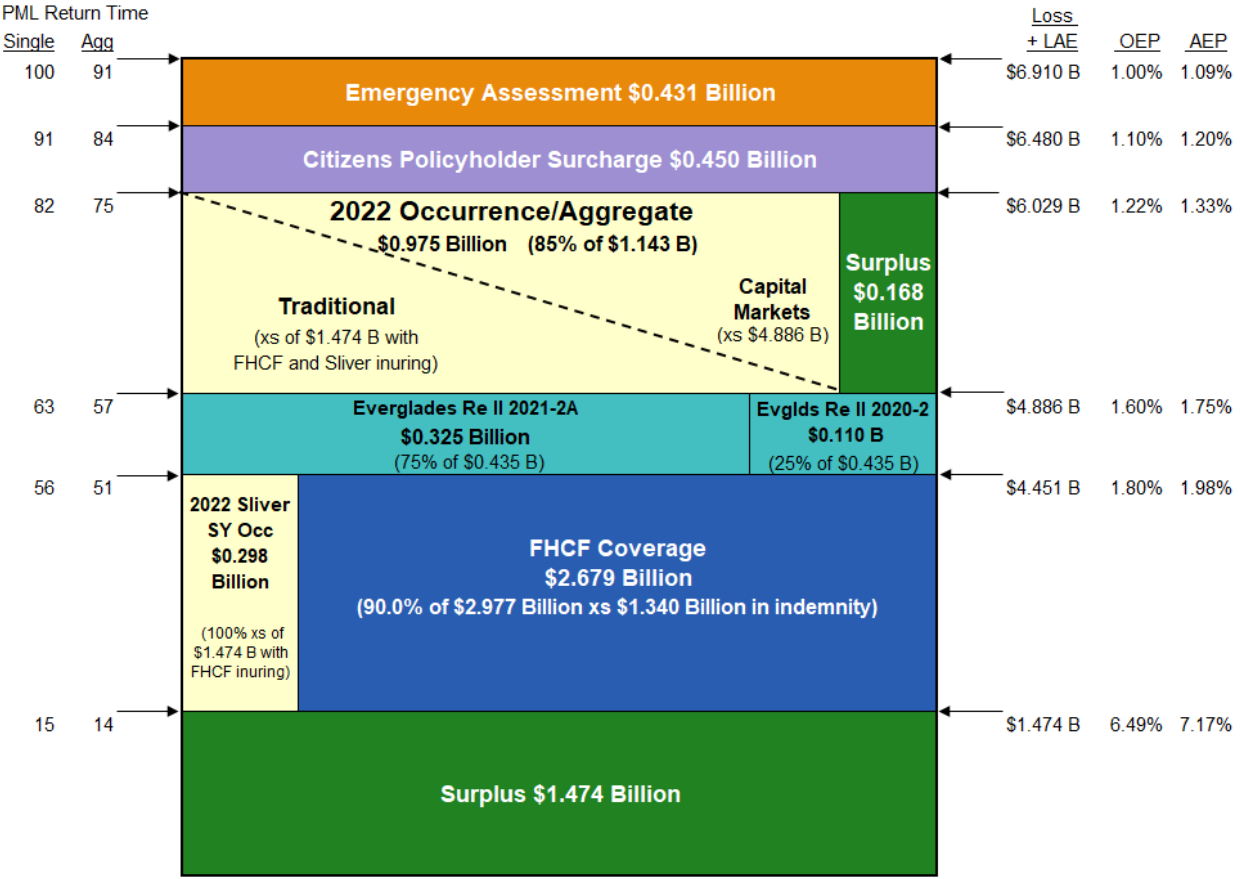 PML Return Time
Loss
Single Agg + LAE OEP AEP
100 91 $6.910 B 1.00% 1.09%
Emergency Assessment $0.431 Billion
91 84 $6.480 B 1.10% 1.20%
Citizens Policyholder Surcharge $0.450 Billion
82 75 $6.029 B 1.22% 1.33%
2022 Occurrence/Aggregate
$0.975 Billion (85% of $1.143 B)
Traditional
(xs of $1.474 B with
FHCF and Sliver inuring)
Capital
Markets
(xs $4.886 B)
Surplus
$0.168
Billion
63 57 $4.886 B 1.60% 1.75%
Everglades Re II 2021-2A
$0.325 Billion
(75% of $0.435 B)
Evglds Re II 2020-2
$0.110 B
(25% of $0.435 B)
56 51 $4.451 B 1.80% 1.98%
2022 Sliver
SY Occ
$0.298
Billion
(100% xs of
$1.474 B with
FHCF inuring)
FHCF Coverage
$2.679 Billion
(90.0% of $2.977 Billion xs $1.340 Billion in indemnity)
15 14 $1.474 B 6.49% 7.17%
Surplus $1.474 Billion